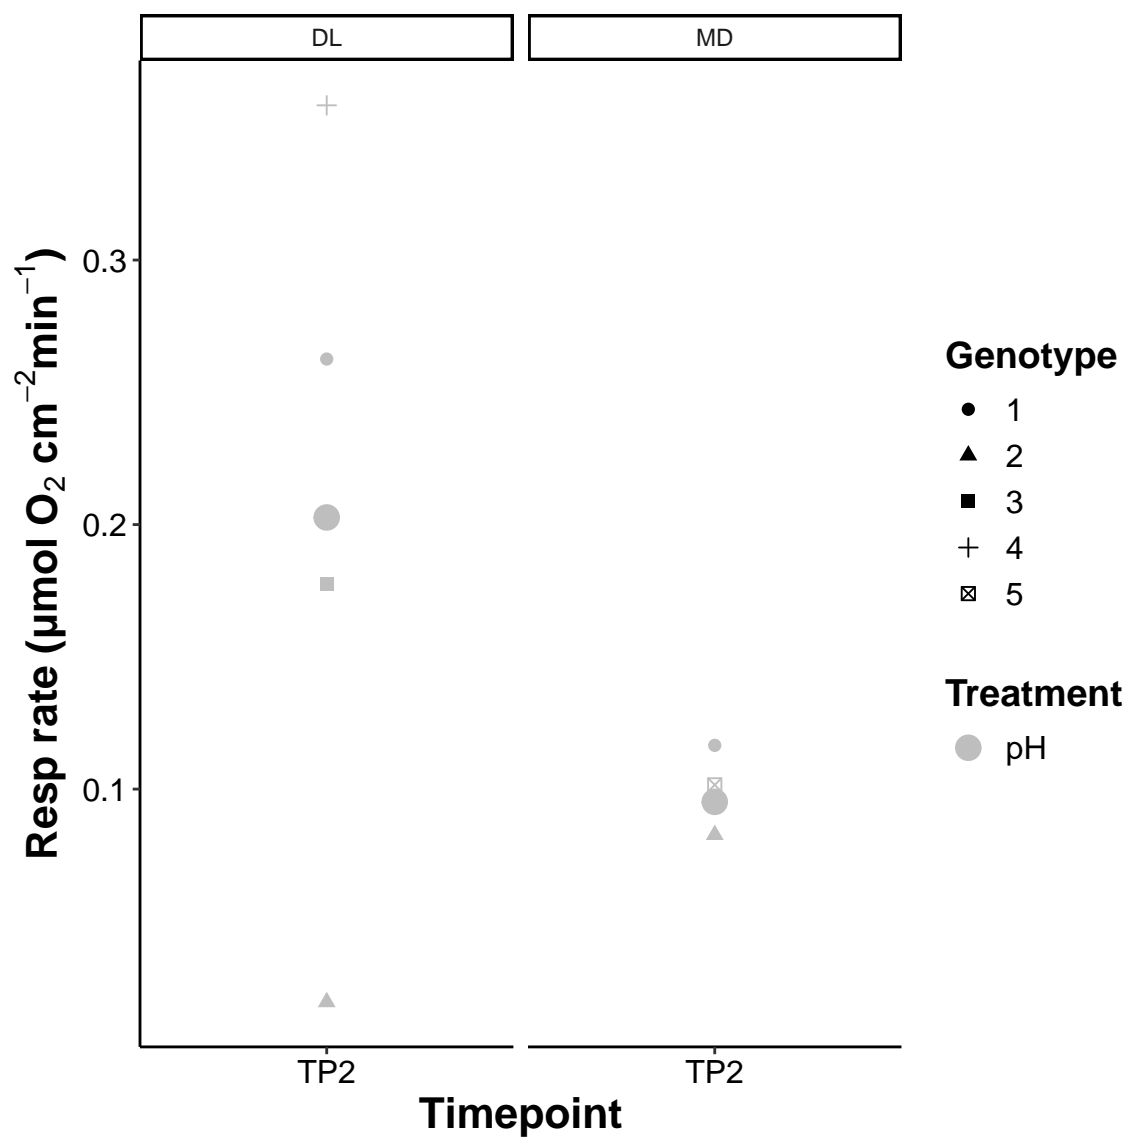 DL
MD
Resp rate (μmol O₂ cm⁻²min⁻¹)
0.3
0.2
0.1
TP2
TP2
Timepoint
Genotype
1
2
3
4
5
Treatment
pH